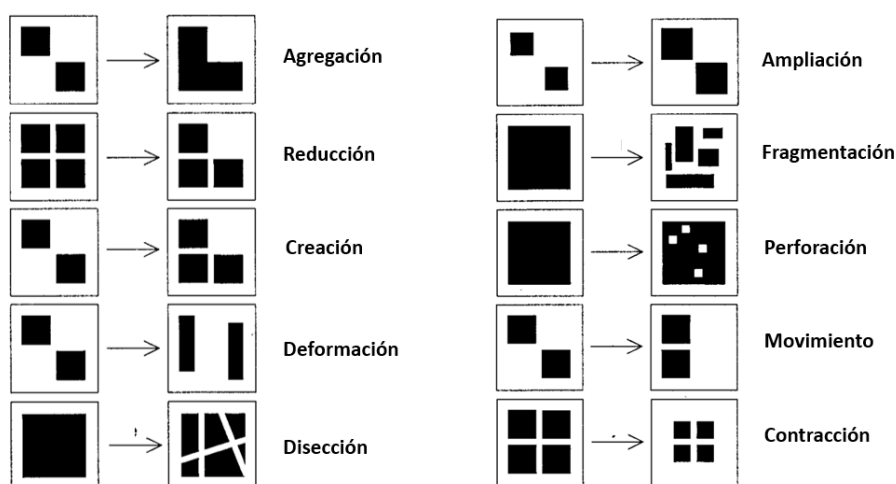 Agregación
Reducción
Creación
Deformación
Disección
Ampliación
Fragmentación
Perforación
Movimiento
Contracción